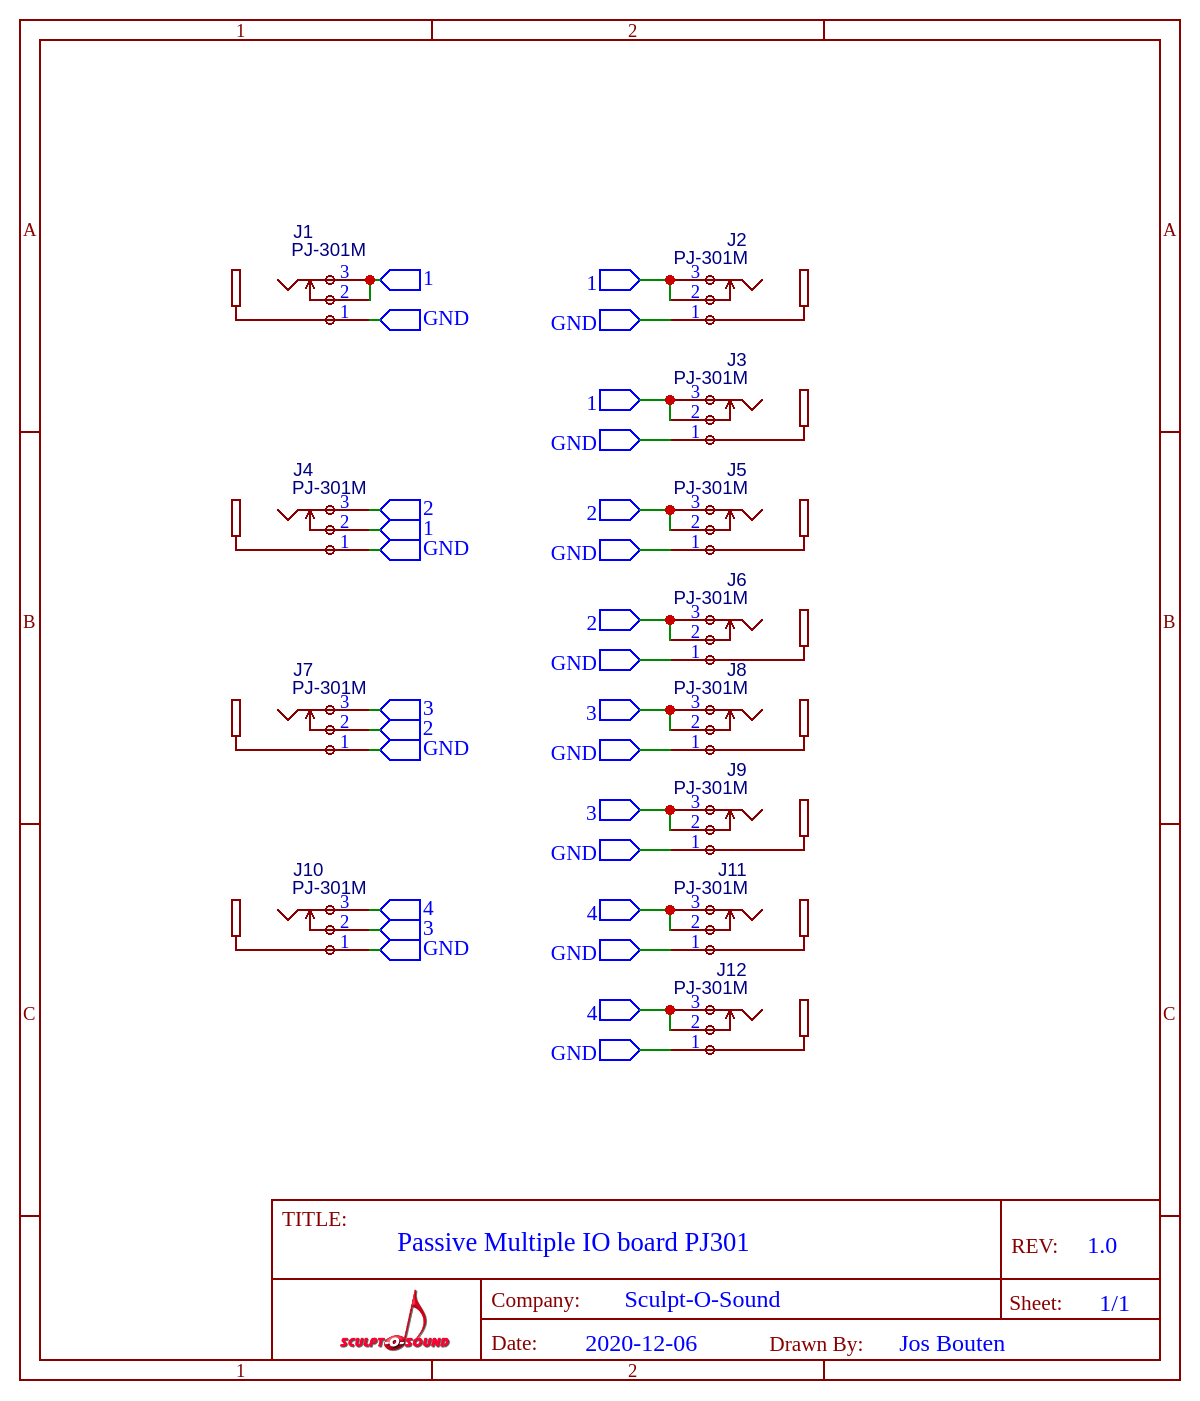 1 2
A A
J1
PJ-301M
3 1
2
1 GND
J2
PJ-301M
1 3
2
GND 1
J3
PJ-301M
1 3
2
GND 1
B B
J4
PJ-301M
3 2
2 1
1 GND
J5
PJ-301M
2 3
2
GND 1
J6
PJ-301M
2 3
2
GND 1
J7
PJ-301M
3 3
2 2
1 GND
J8
PJ-301M
3 3
2
GND 1
J9
PJ-301M
3 3
2
GND 1
C C
J10
PJ-301M
3 4
2 3
1 GND
J11
PJ-301M
4 3
2
GND 1
J12
PJ-301M
4 3
2
GND 1
TITLE:
Passive Multiple IO board PJ301
REV: 1.0
SCULPT-O-SOUND
Company: Sculpt-O-Sound
Sheet: 1/1
Date: 2020-12-06 Drawn By: Jos Bouten
1 2